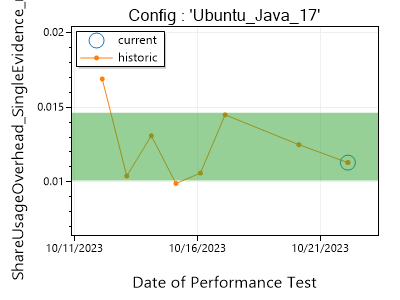 Config : 'Ubuntu_Java_17'
current
historic
0.02
0.015
0.01
ShareUsageOverhead_SingleEvidence_
10/11/2023
10/16/2023
10/21/2023
Date of Performance Test